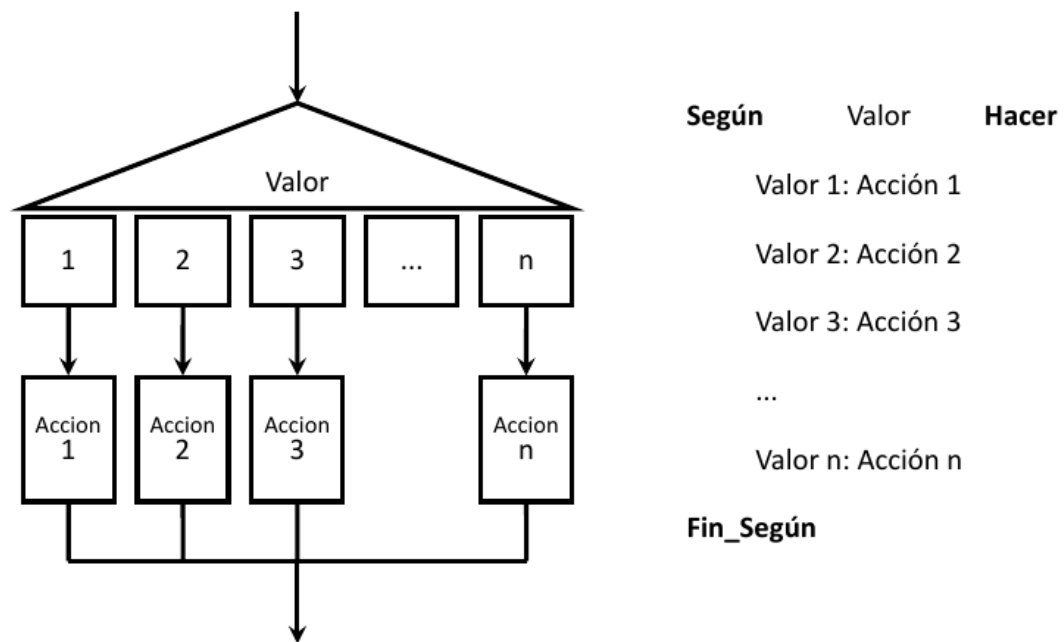 Valor
1
2
3
...
n
Accion
1
Accion
2
Accion
3
Accion
n
Según Valor Hacer
Valor 1: Acción 1
Valor 2: Acción 2
Valor 3: Acción 3
...
Valor n: Acción n
Fin_Según